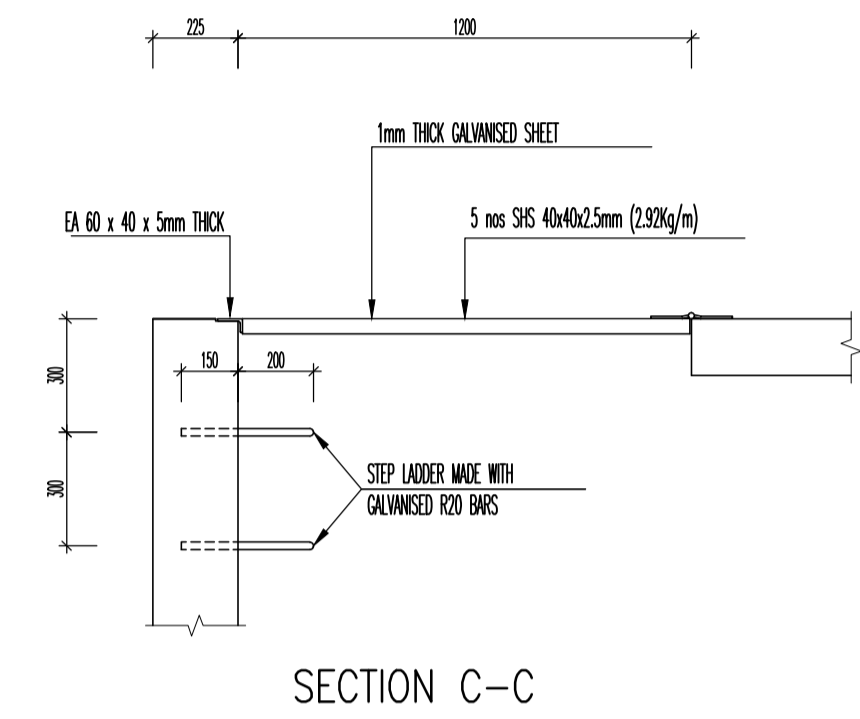 225
1200
1mm THICK GALVANISED SHEET
EA 60 x 40 x 5mm THICK
5 nos SHS 40x40x2.5mm (2.92Kg/m)
150
200
300
300
STEP LADDER MADE WITH
GALVANISED R20 BARS
SECTION C-C